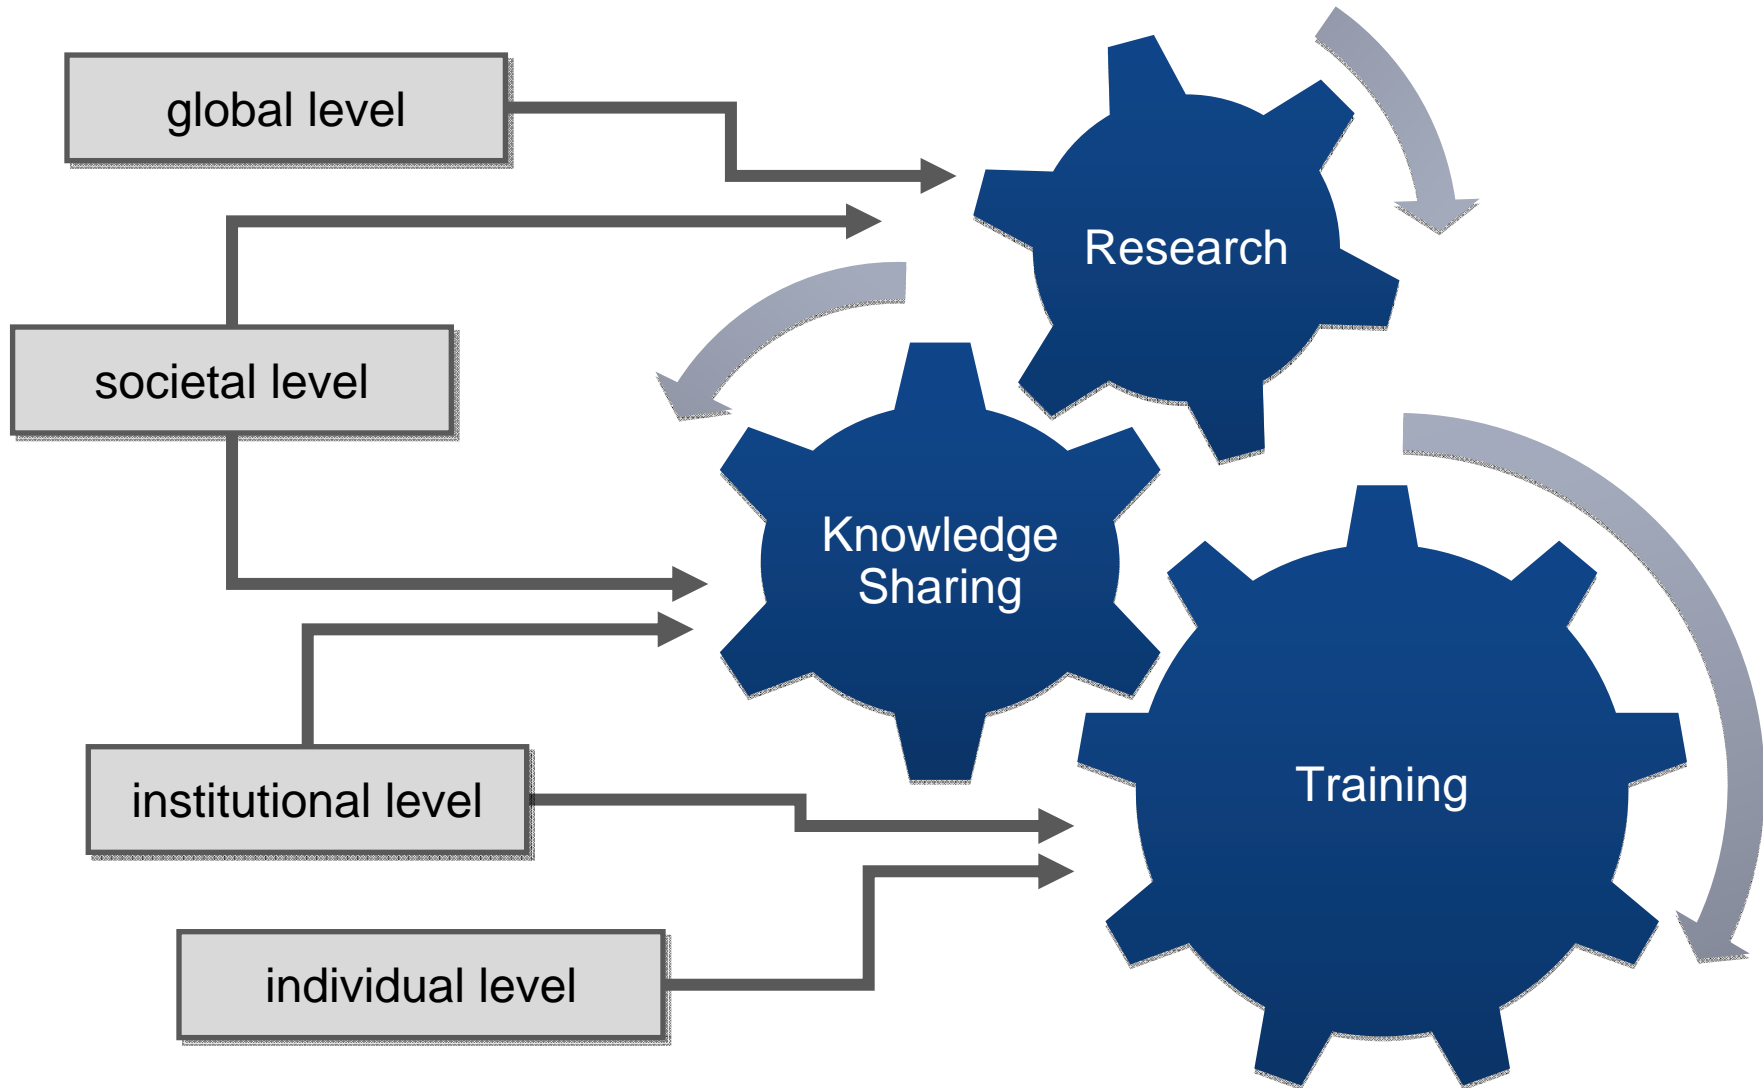 global level
Research
societal level
Knowledge
Sharing
institutional level
Training
individual level